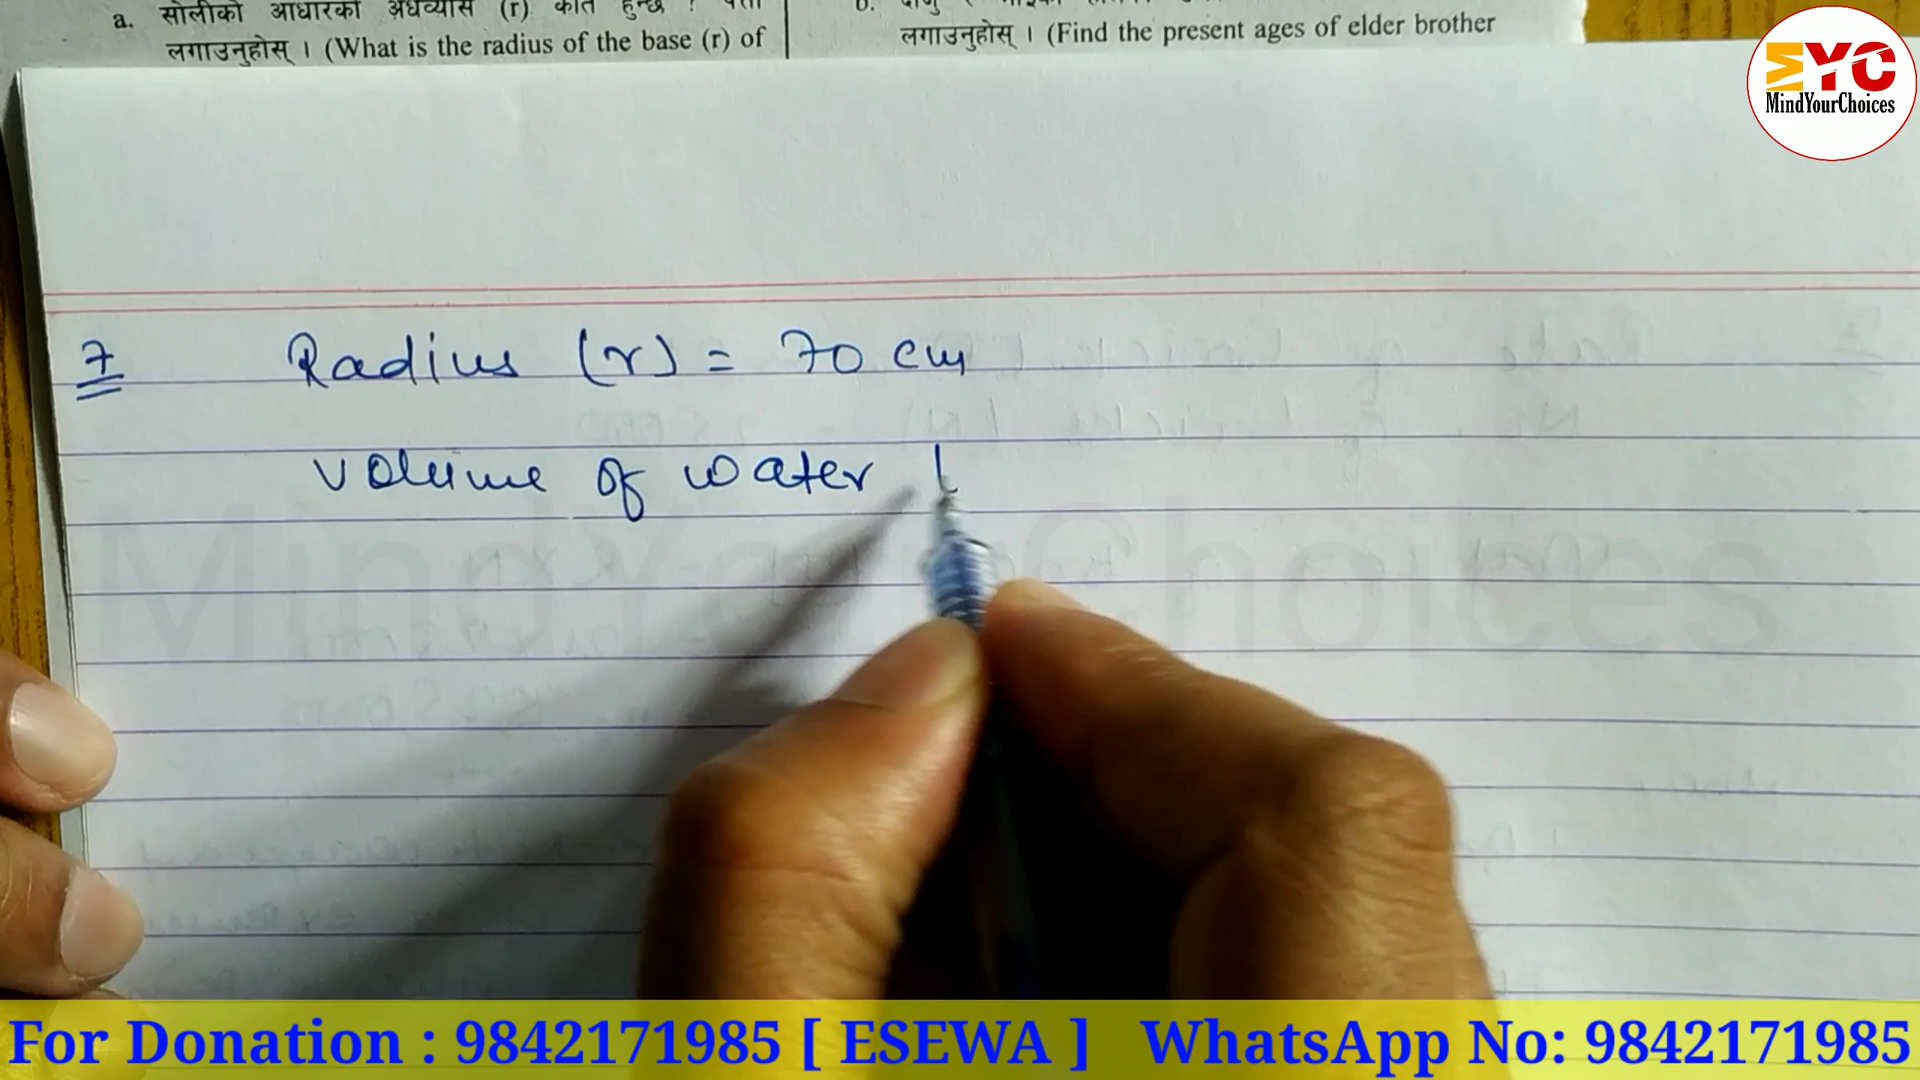 a. सोलीको आधारको अर्धव्यास (r) कति हुन्छ ? पत्ता
लगाउनुहोस् । (What is the radius of the base (r) of
b.
लगाउनुहोस् । (Find the present ages of elder brother
MYC
MindYourChoices
7 Radius (r) = 70 cm
volume of water
MindYourChoices
For Donation : 9842171985 [ ESEWA ] WhatsApp No: 9842171985